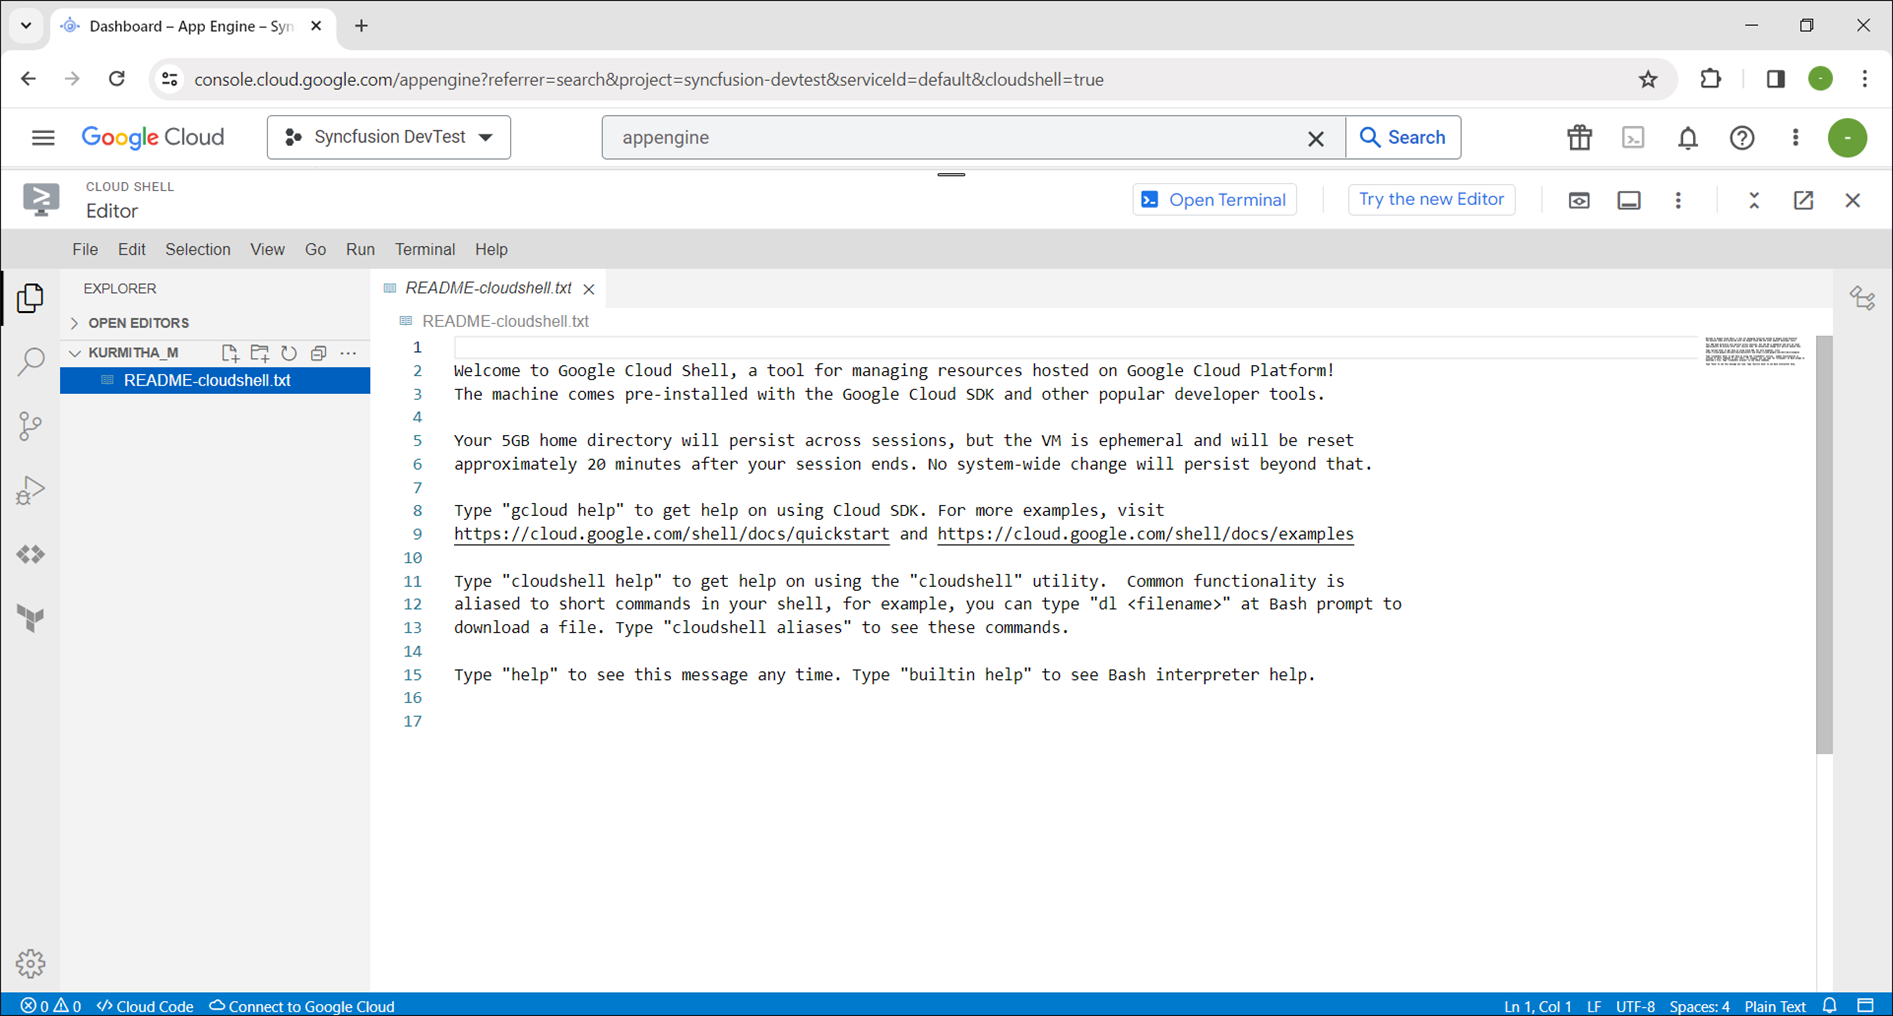 Dashboard – App Engine – Syn
console.cloud.google.com/appengine?referrer=search&project=syncfusion-devtest&serviceId=default&cloudshell=true
Google Cloud
Syncfusion DevTest
appengine
Search
CLOUD SHELL
Editor
Open Terminal
Try the new Editor
File Edit Selection View Go Run Terminal Help
EXPLORER
OPEN EDITORS
KURMITHA_M
README-cloudshell.txt
README-cloudshell.txt
README-cloudshell.txt
1
2 Welcome to Google Cloud Shell, a tool for managing resources hosted on Google Cloud Platform!
3 The machine comes pre-installed with the Google Cloud SDK and other popular developer tools.
4
5 Your 5GB home directory will persist across sessions, but the VM is ephemeral and will be reset
6 approximately 20 minutes after your session ends. No system-wide change will persist beyond that.
7
8 Type "gcloud help" to get help on using Cloud SDK. For more examples, visit
9 https://cloud.google.com/shell/docs/quickstart and https://cloud.google.com/shell/docs/examples
10
11 Type "cloudshell help" to get help on using the "cloudshell" utility.  Common functionality is
12 aliased to short commands in your shell, for example, you can type "dl <filename>" at Bash prompt to
13 download a file. Type "cloudshell aliases" to see these commands.
14
15 Type "help" to see this message any time. Type "builtin help" to see Bash interpreter help.
16
17
0 0 Cloud Code Connect to Google Cloud
Ln 1, Col 1 LF UTF-8 Spaces: 4 Plain Text